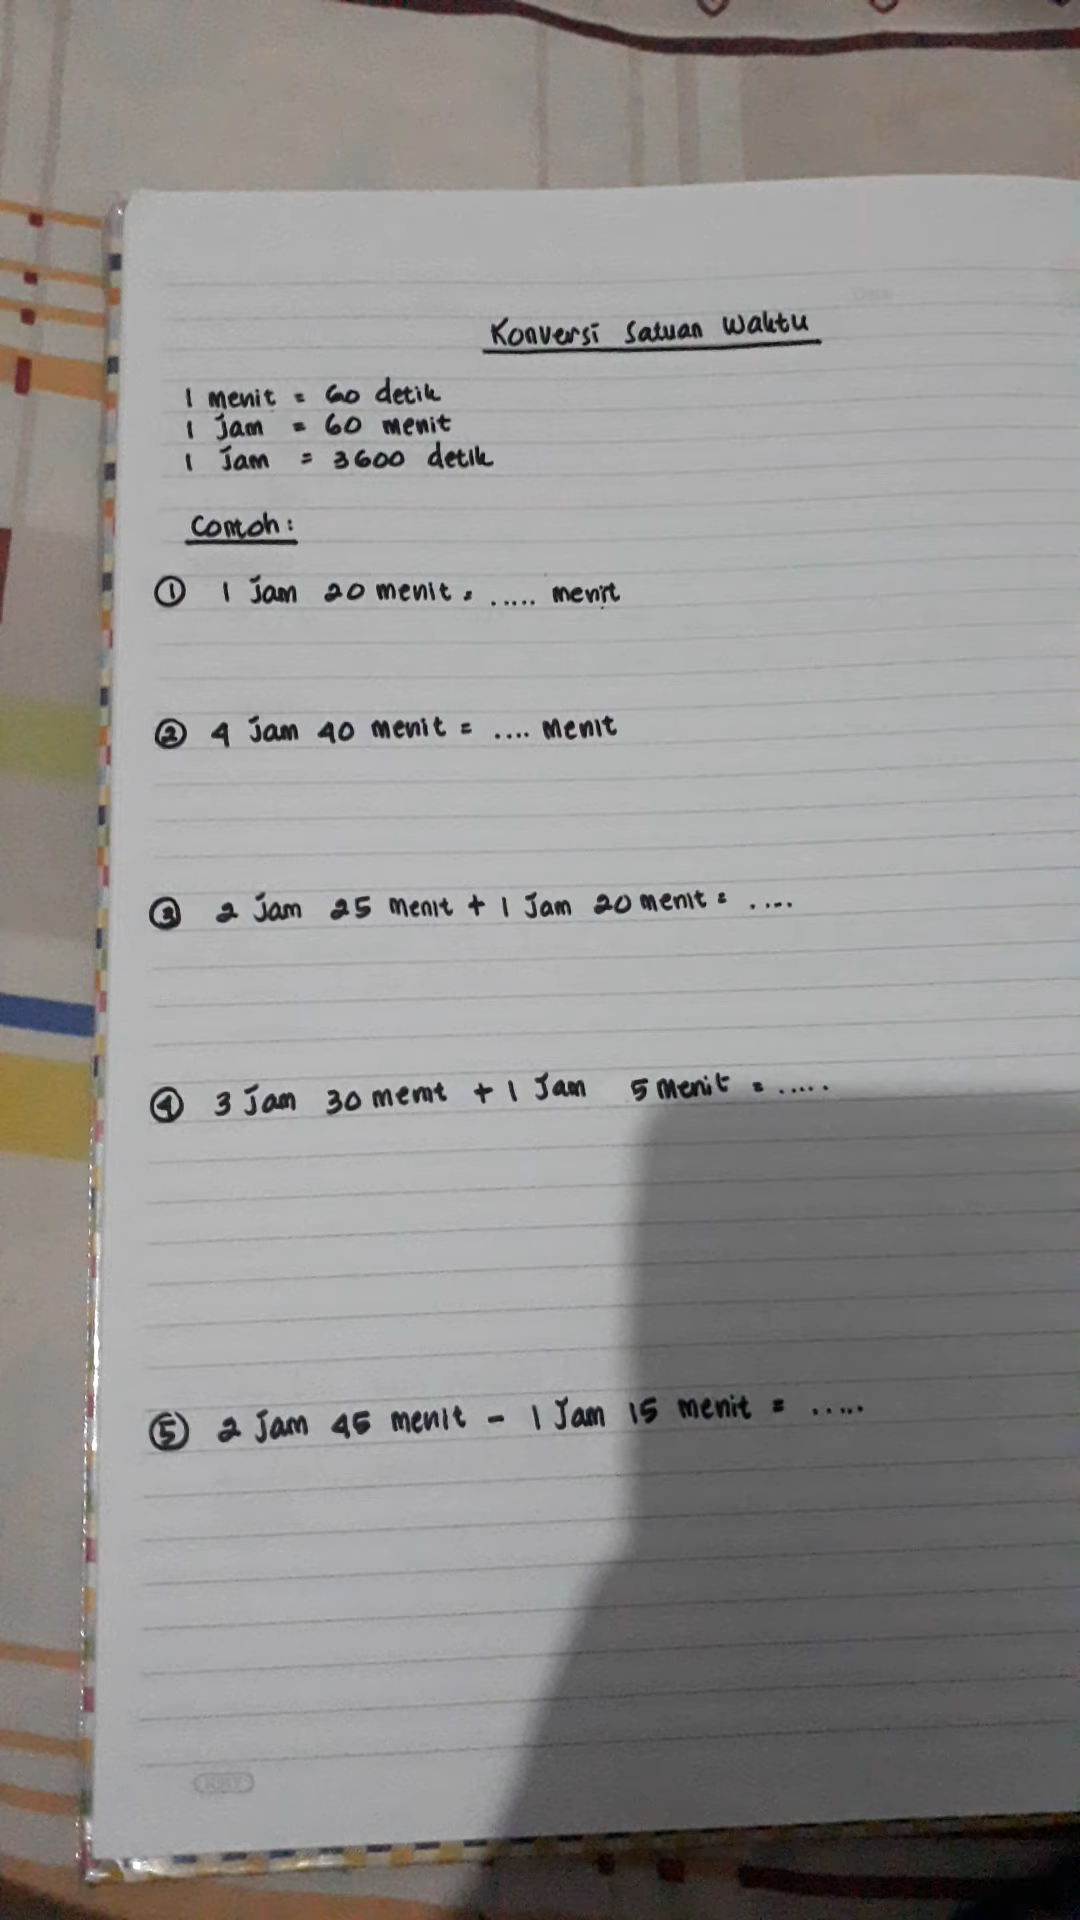 Konversi Satuan Waktu
1 menit = 60 detik
1 Jam = 60 menit
1 Jam = 3600 detik
Contoh :
① 1 Jam 20 menit = ..... menit
② 4 Jam 40 menit = .... menit
③ 2 Jam 25 menit + 1 Jam 20 menit = ....
④ 3 Jam 30 menit + 1 Jam 5 menit = .....
⑤ 2 Jam 45 menit - 1 Jam 15 menit = .....